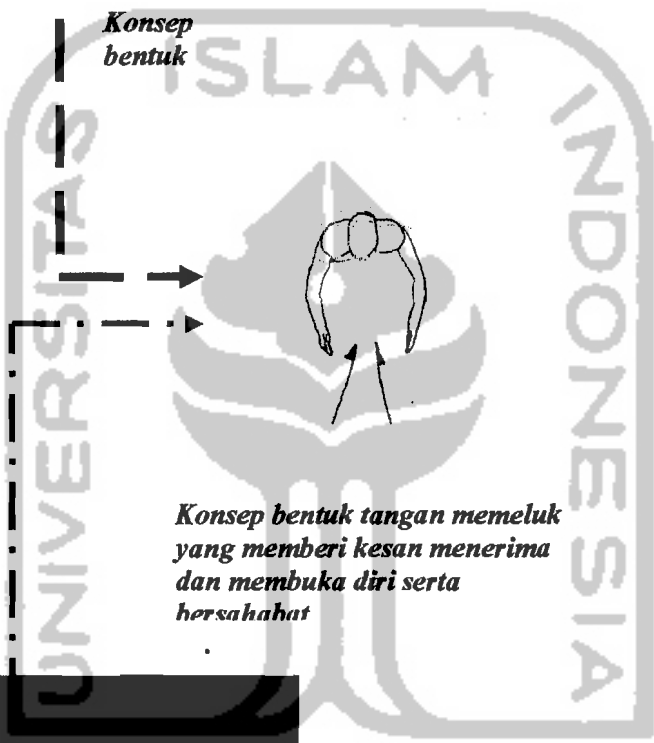 Konsep
bentuk
UNIVERSITAS
ISLAM
INDONESIA
Konsep bentuk tangan memeluk
yang memberi kesan menerima
dan membuka diri serta
bersahabat